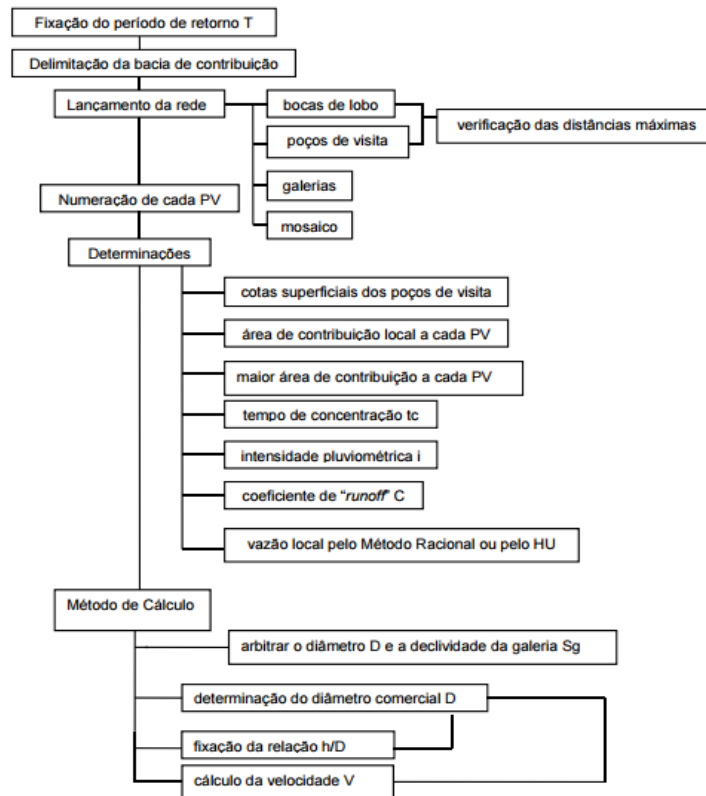 Fixação do período de retorno T
Delimitação da bacia de contribuição
Lançamento da rede
bocas de lobo
poços de visita
verificação das distâncias máximas
galerias
mosaico
Numeração de cada PV
Determinações
cotas superficiais dos poços de visita
área de contribuição local a cada PV
maior área de contribuição a cada PV
tempo de concentração tc
intensidade pluviométrica i
coeficiente de “runoff” C
vazão local pelo Método Racional ou pelo HU
Método de Cálculo
arbitrar o diâmetro D e a declividade da galeria Sg
determinação do diâmetro comercial D
fixação da relação h/D
cálculo da velocidade V